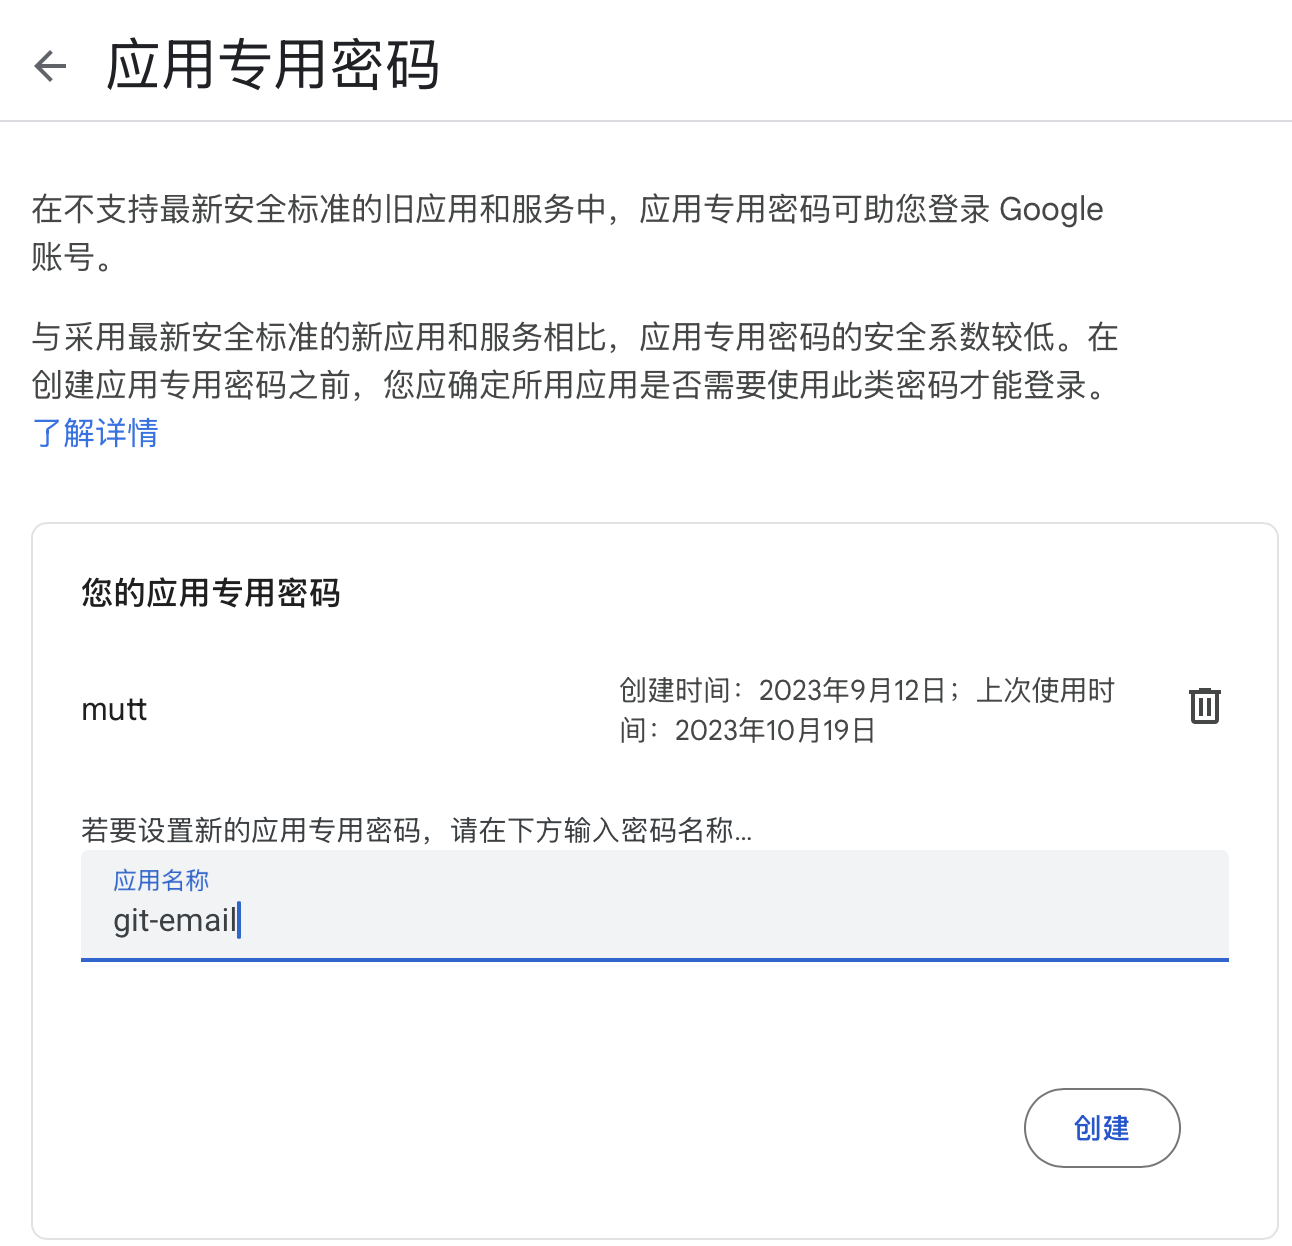 应用专用密码
在不支持最新安全标准的旧应用和服务中，应用专用密码可助您登录 Google
账号。
与采用最新安全标准的新应用和服务相比，应用专用密码的安全系数较低。在
创建应用专用密码之前，您应确定所用应用是否需要使用此类密码才能登录。
了解详情
您的应用专用密码
mutt
创建时间：2023年9月12日；上次使用时
间：2023年10月19日
若要设置新的应用专用密码，请在下方输入密码名称...
应用名称
git-email
创建